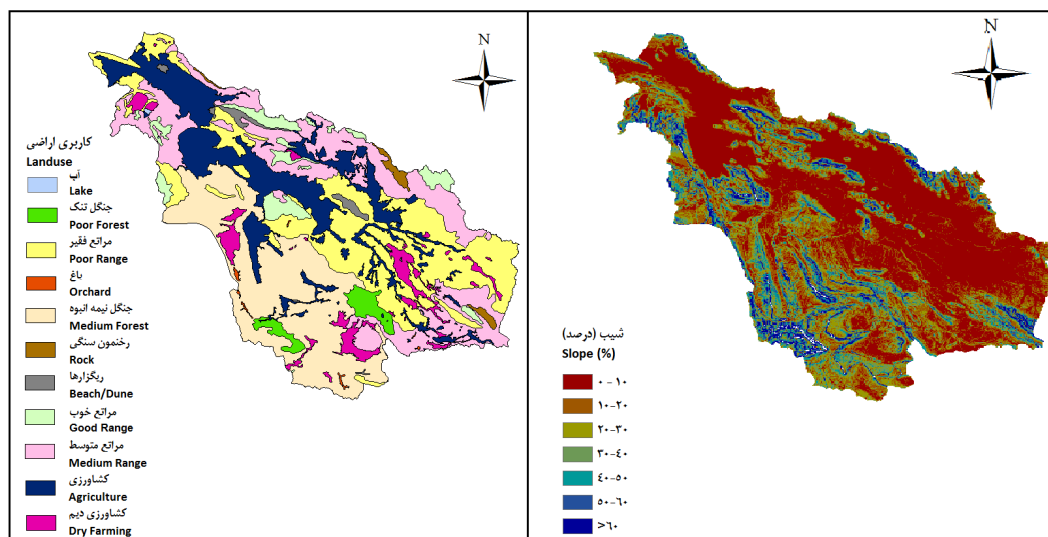 N
کاربری اراضی
Landuse
آب
Lake
جنگل تنک
Poor Forest
مراتع فقیر
Poor Range
باغ
Orchard
جنگل نیمه انبوه
Medium Forest
رخنمون سنگی
Rock
ریگزارها
Beach/Dune
مراتع خوب
Good Range
مراتع متوسط
Medium Range
کشاورزی
Agriculture
کشاورزی دیم
Dry Farming
N
شیب (درصد)
Slope (%)
۰-۱۰
۱۰-۲۰
۲۰-۳۰
۳۰-۴۰
۴۰-۵۰
۵۰-۶۰
>۶۰